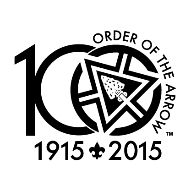 100
ORDER OF THE ARROW
™
1915 ⚜ 2015